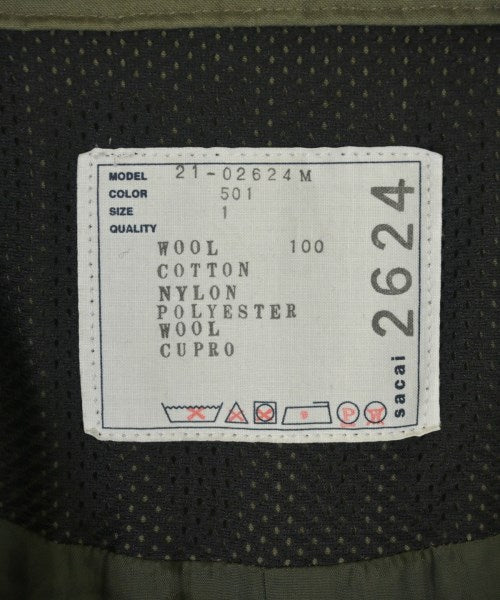 MODEL 21-02624M
COLOR 501
SIZE 1
QUALITY
WOOL 100
COTTON
NYLON
POLYESTER
WOOL
CUPRO
sacai 2624